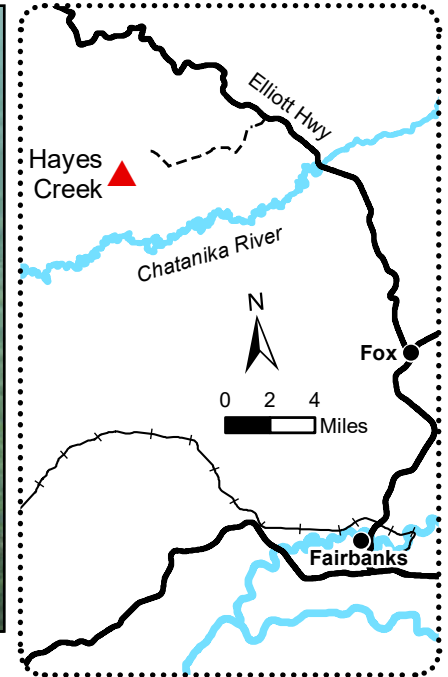 Elliott Hwy
Hayes
Creek
Chatanika River
N
Fox
0 2 4
Miles
Fairbanks